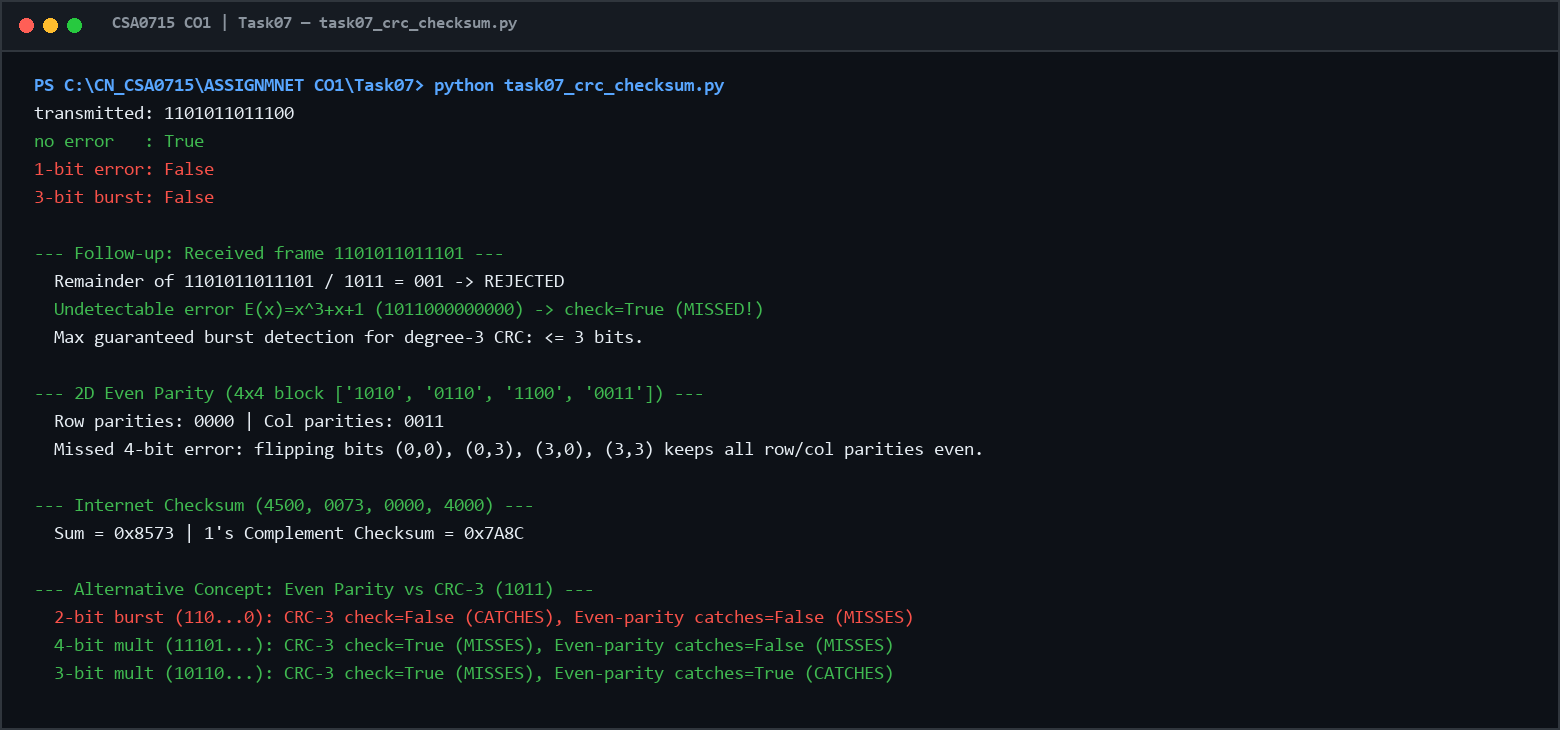 CSA0715 CO1 | Task07 — task07_crc_checksum.py
PS C:\CN_CSA0715\ASSIGNMNET CO1\Task07> python task07_crc_checksum.py
transmitted: 1101011011100
no error   : True
1-bit error: False
3-bit burst: False
--- Follow-up: Received frame 1101011011101 ---
Remainder of 1101011011101 / 1011 = 001 -> REJECTED
Undetectable error E(x)=x^3+x+1 (1011000000000) -> check=True (MISSED!)
Max guaranteed burst detection for degree-3 CRC: <= 3 bits.
--- 2D Even Parity (4x4 block ['1010', '0110', '1100', '0011']) ---
Row parities: 0000 | Col parities: 0011
Missed 4-bit error: flipping bits (0,0), (0,3), (3,0), (3,3) keeps all row/col parities even.
--- Internet Checksum (4500, 0073, 0000, 4000) ---
Sum = 0x8573 | 1's Complement Checksum = 0x7A8C
--- Alternative Concept: Even Parity vs CRC-3 (1011) ---
2-bit burst (110...0): CRC-3 check=False (CATCHES), Even-parity catches=False (MISSES)
4-bit mult (11101...): CRC-3 check=True (MISSES), Even-parity catches=False (MISSES)
3-bit mult (10110...): CRC-3 check=True (MISSES), Even-parity catches=True (CATCHES)